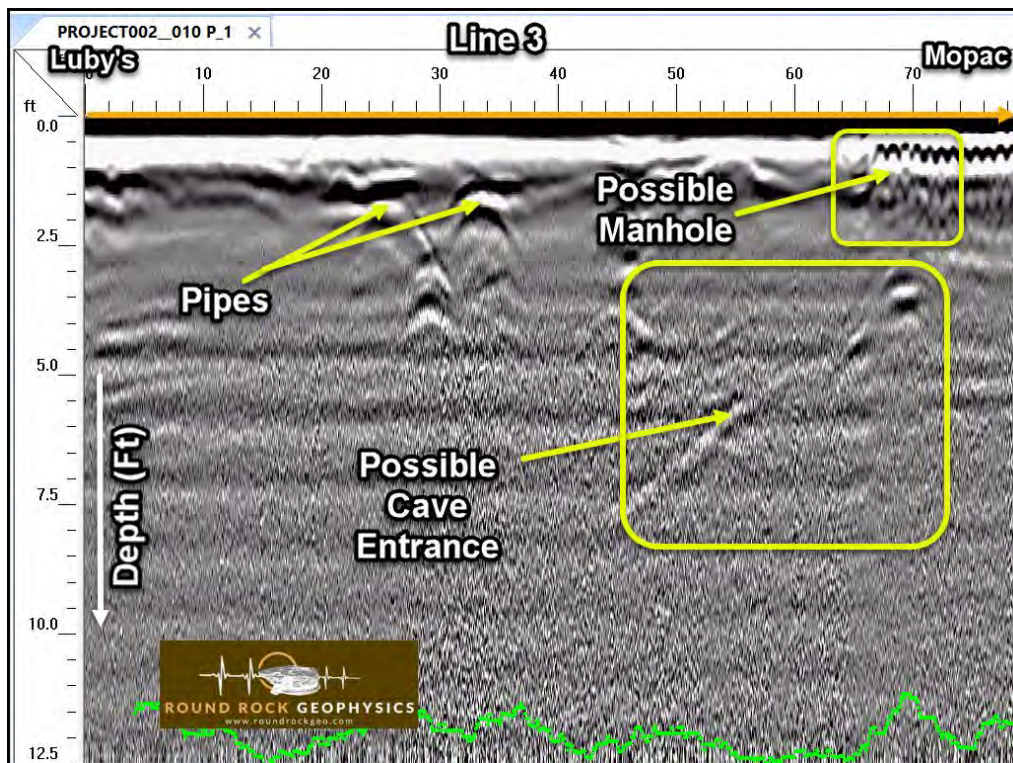 PROJECT002__010 P_1 ×
Line 3
Luby's
Mopac
0 10 20 30 40 50 60 70
ft
0.0
2.5
5.0
7.5
10.0
12.5
Possible
Manhole
Pipes
Possible
Cave
Entrance
Depth (Ft)
ROUND ROCK GEOPHYSICS
www.roundrockgeo.com